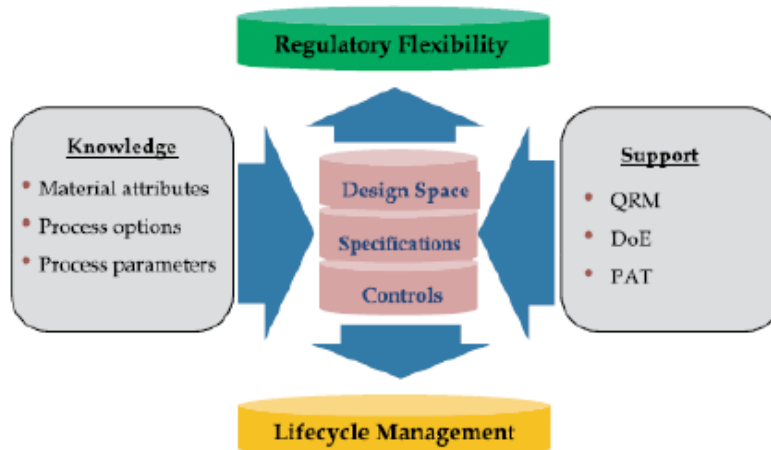 Regulatory Flexibility
Knowledge
• Material attributes
• Process options
• Process parameters
Design Space
Specifications
Controls
Support
• QRM
• DoE
• PAT
Lifecycle Management